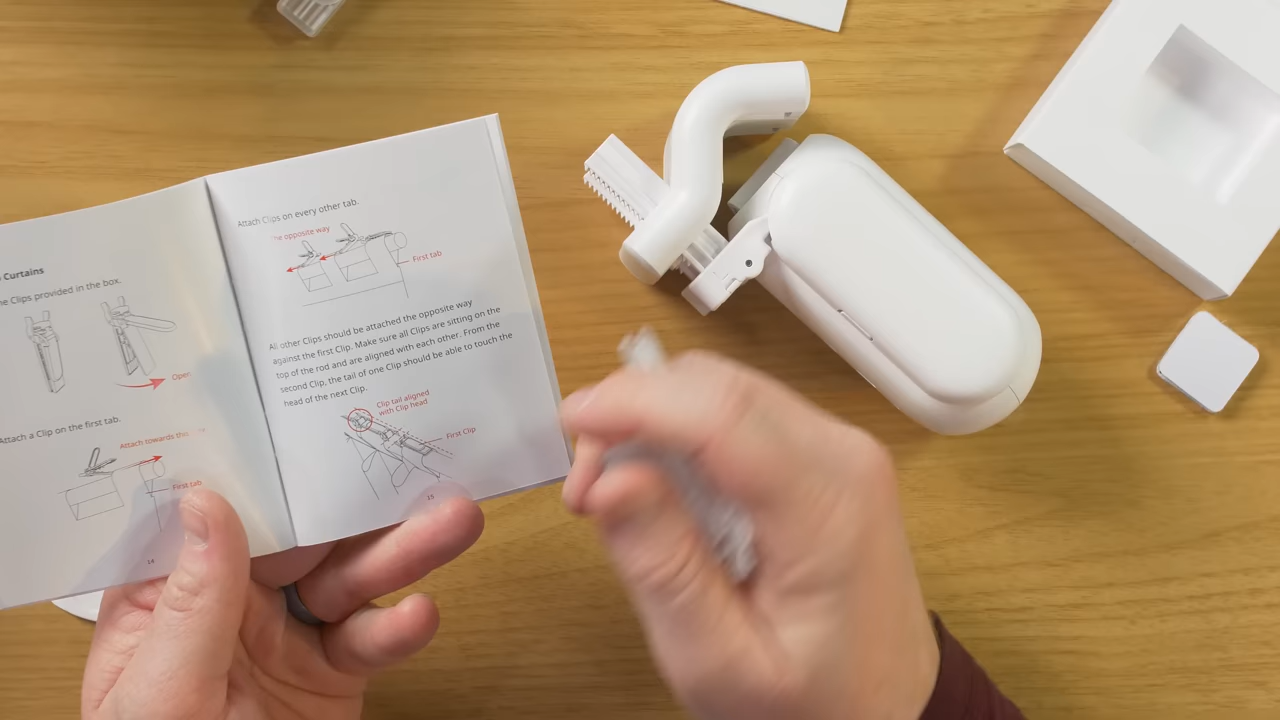 Curtains
ne Clips provided in the box.
Open
Attach a Clip on the first tab.
Attach towards this
First tab
14
Attach Clips on every other tab.
he opposite way
First tab
All other Clips should be attached the opposite way
against the first Clip. Make sure all Clips are sitting on the
top of the rod and are aligned with each other. From the
second Clip, the tail of one Clip should be able to touch the
head of the next Clip.
Clip tail aligned
with Clip head
First Clip
15